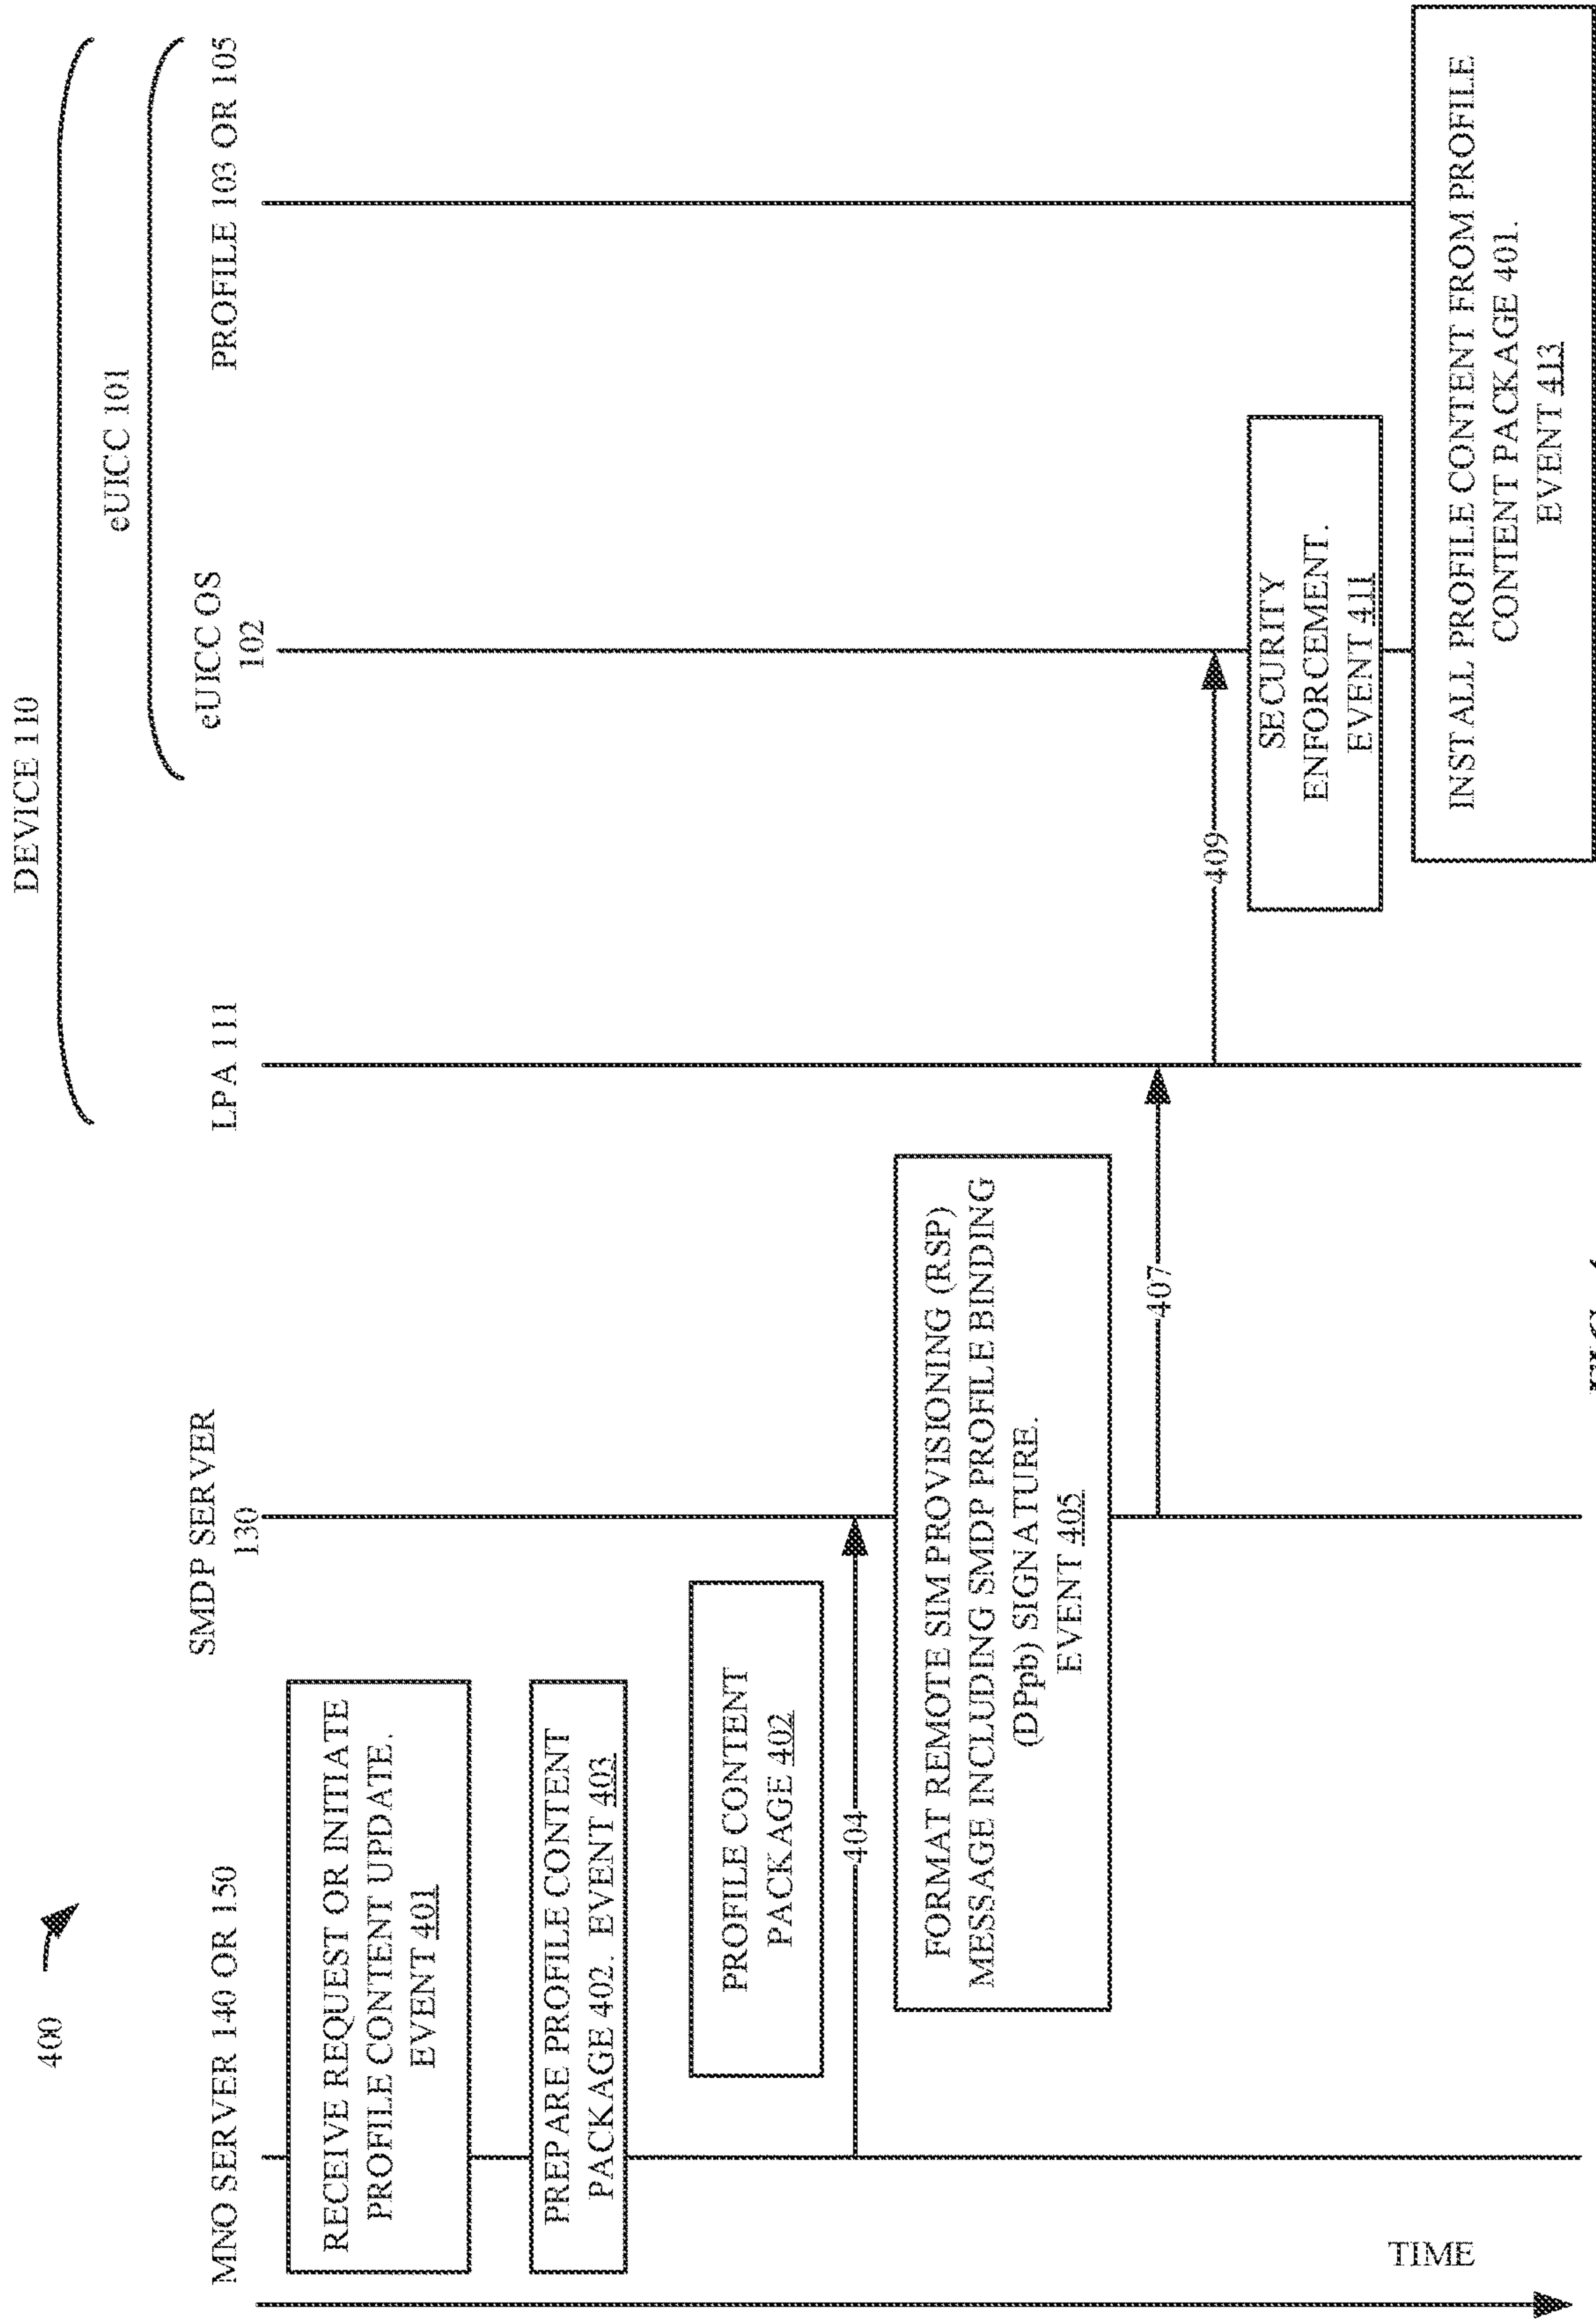 400
DEVICE 110
eUICC 101
MNO SERVER 140 OR 150
SMDP SERVER
130
LPA 111
eUICC OS
102
PROFILE 103 OR 105
RECEIVE REQUEST OR INITIATE
PROFILE CONTENT UPDATE.
EVENT 401
PREPARE PROFILE CONTENT
PACKAGE 402. EVENT 403
PROFILE CONTENT
PACKAGE 402
404
FORMAT REMOTE SIM PROVISIONING (RSP)
MESSAGE INCLUDING SMDP PROFILE BINDING
(DPpb) SIGNATURE.
EVENT 405
407
409
SECURITY
ENFORCEMENT.
EVENT 411
INSTALL PROFILE CONTENT FROM PROFILE
CONTENT PACKAGE 401.
EVENT 413
TIME